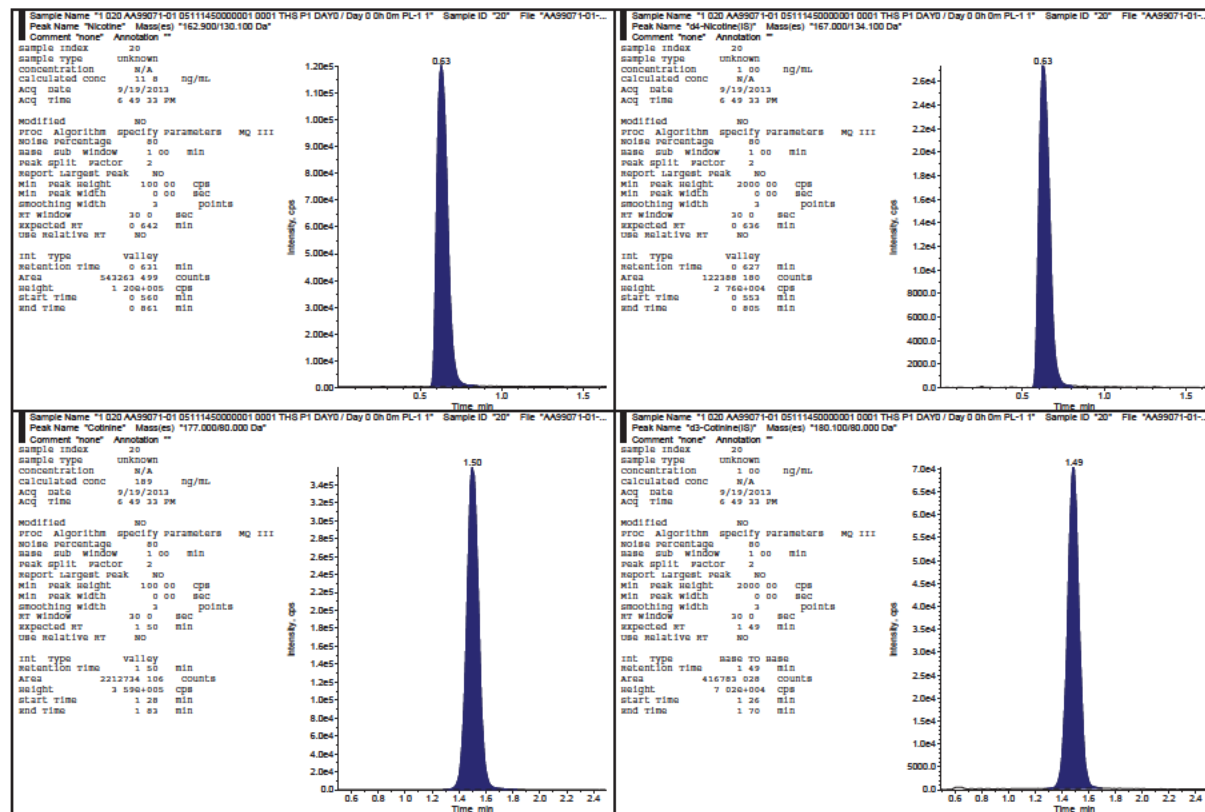 Sample Name "1 020 AA99071-01 05111450000001 0001 THS P1 DAY0 / Day 0 0h 0m PL-1 1" Sample ID "20" File "AA99071-01-...
Peak Name "Nicotine" Mass(es) "162.900/130.100 Da"
Comment "none" Annotation ""
Sample Index 20
Sample Type Unknown
Concentration N/A
Calculated Conc 11 8 ng/mL
Acq Date 9/19/2013
Acq Time 6 49 33 PM
Modified NO
Proc Algorithm Specify Parameters MQ III
Noise Percentage 80
Base Sub Window 1 00 min
Peak Split Factor 2
Report Largest Peak NO
Min Peak Height 100 00 cps
Min Peak Width 0 00 sec
Smoothing Width 3 points
RT Window 30 0 sec
Expected RT 0 642 min
Use Relative RT NO
Int Type Valley
Retention Time 0 631 min
Area 543263 499 counts
Height 1 20e+005 cps
Start Time 0 560 min
End Time 0 861 min
0.63
1.20e5
1.00e5
8.00e4
6.00e4
4.00e4
2.00e4
0.00
Intensity, cps
0.5 1.0 1.5
Time min
Sample Name "1 020 AA99071-01 05111450000001 0001 THS P1 DAY0 / Day 0 0h 0m PL-1 1" Sample ID "20" File "AA99071-01-...
Peak Name "d4-Nicotine(IS)" Mass(es) "167.000/134.100 Da"
Comment "none" Annotation ""
Sample Index 20
Sample Type Unknown
Concentration 1 00 ng/mL
Calculated Conc N/A
Acq Date 9/19/2013
Acq Time 6 49 33 PM
Modified NO
Proc Algorithm Specify Parameters MQ III
Noise Percentage 80
Base Sub Window 1 00 min
Peak Split Factor 2
Report Largest Peak NO
Min Peak Height 2000 00 cps
Min Peak Width 0 00 sec
Smoothing Width 3 points
RT Window 30 0 sec
Expected RT 0 636 min
Use Relative RT NO
Int Type Valley
Retention Time 0 627 min
Area 122388 180 counts
Height 2 76e+004 cps
Start Time 0 553 min
End Time 0 805 min
0.63
2.6e4
2.4e4
2.2e4
2.0e4
1.8e4
1.6e4
1.4e4
1.2e4
1.0e4
8000.0
6000.0
4000.0
2000.0
0.0
Intensity, cps
0.5 1.0 1.5
Time min
Sample Name "1 020 AA99071-01 05111450000001 0001 THS P1 DAY0 / Day 0 0h 0m PL-1 1" Sample ID "20" File "AA99071-01-...
Peak Name "Cotinine" Mass(es) "177.000/80.000 Da"
Comment "none" Annotation ""
Sample Index 20
Sample Type Unknown
Concentration N/A
Calculated Conc 189 ng/mL
Acq Date 9/19/2013
Acq Time 6 49 33 PM
Modified NO
Proc Algorithm Specify Parameters MQ III
Noise Percentage 80
Base Sub Window 1 00 min
Peak Split Factor 2
Report Largest Peak NO
Min Peak Height 100 00 cps
Min Peak Width 0 00 sec
Smoothing Width 3 points
RT Window 30 0 sec
Expected RT 1 50 min
Use Relative RT NO
Int Type Valley
Retention Time 1 50 min
Area 2212734 106 counts
Height 3 59e+005 cps
Start Time 1 28 min
End Time 1 83 min
1.50
3.4e5
3.2e5
3.0e5
2.8e5
2.6e5
2.4e5
2.2e5
2.0e5
1.8e5
1.6e5
1.4e5
1.2e5
1.0e5
8.0e4
6.0e4
4.0e4
2.0e4
0.0
Intensity, cps
0.6 0.8 1.0 1.2 1.4 1.6 1.8 2.0 2.2 2.4
Time min
Sample Name "1 020 AA99071-01 05111450000001 0001 THS P1 DAY0 / Day 0 0h 0m PL-1 1" Sample ID "20" File "AA99071-01-...
Peak Name "d3-Cotinine(IS)" Mass(es) "180.100/80.000 Da"
Comment "none" Annotation ""
Sample Index 20
Sample Type Unknown
Concentration 1 00 ng/mL
Calculated Conc N/A
Acq Date 9/19/2013
Acq Time 6 49 33 PM
Modified NO
Proc Algorithm Specify Parameters MQ III
Noise Percentage 80
Base Sub Window 1 00 min
Peak Split Factor 2
Report Largest Peak NO
Min Peak Height 2000 00 cps
Min Peak Width 0 00 sec
Smoothing Width 3 points
RT Window 30 0 sec
Expected RT 1 49 min
Use Relative RT NO
Int Type Base To Base
Retention Time 1 49 min
Area 416783 028 counts
Height 7 02e+004 cps
Start Time 1 26 min
End Time 1 70 min
1.49
7.0e4
6.5e4
6.0e4
5.5e4
5.0e4
4.5e4
4.0e4
3.5e4
3.0e4
2.5e4
2.0e4
1.5e4
1.0e4
5000.0
0.0
Intensity, cps
0.6 0.8 1.0 1.2 1.4 1.6 1.8 2.0 2.2 2.4
Time min